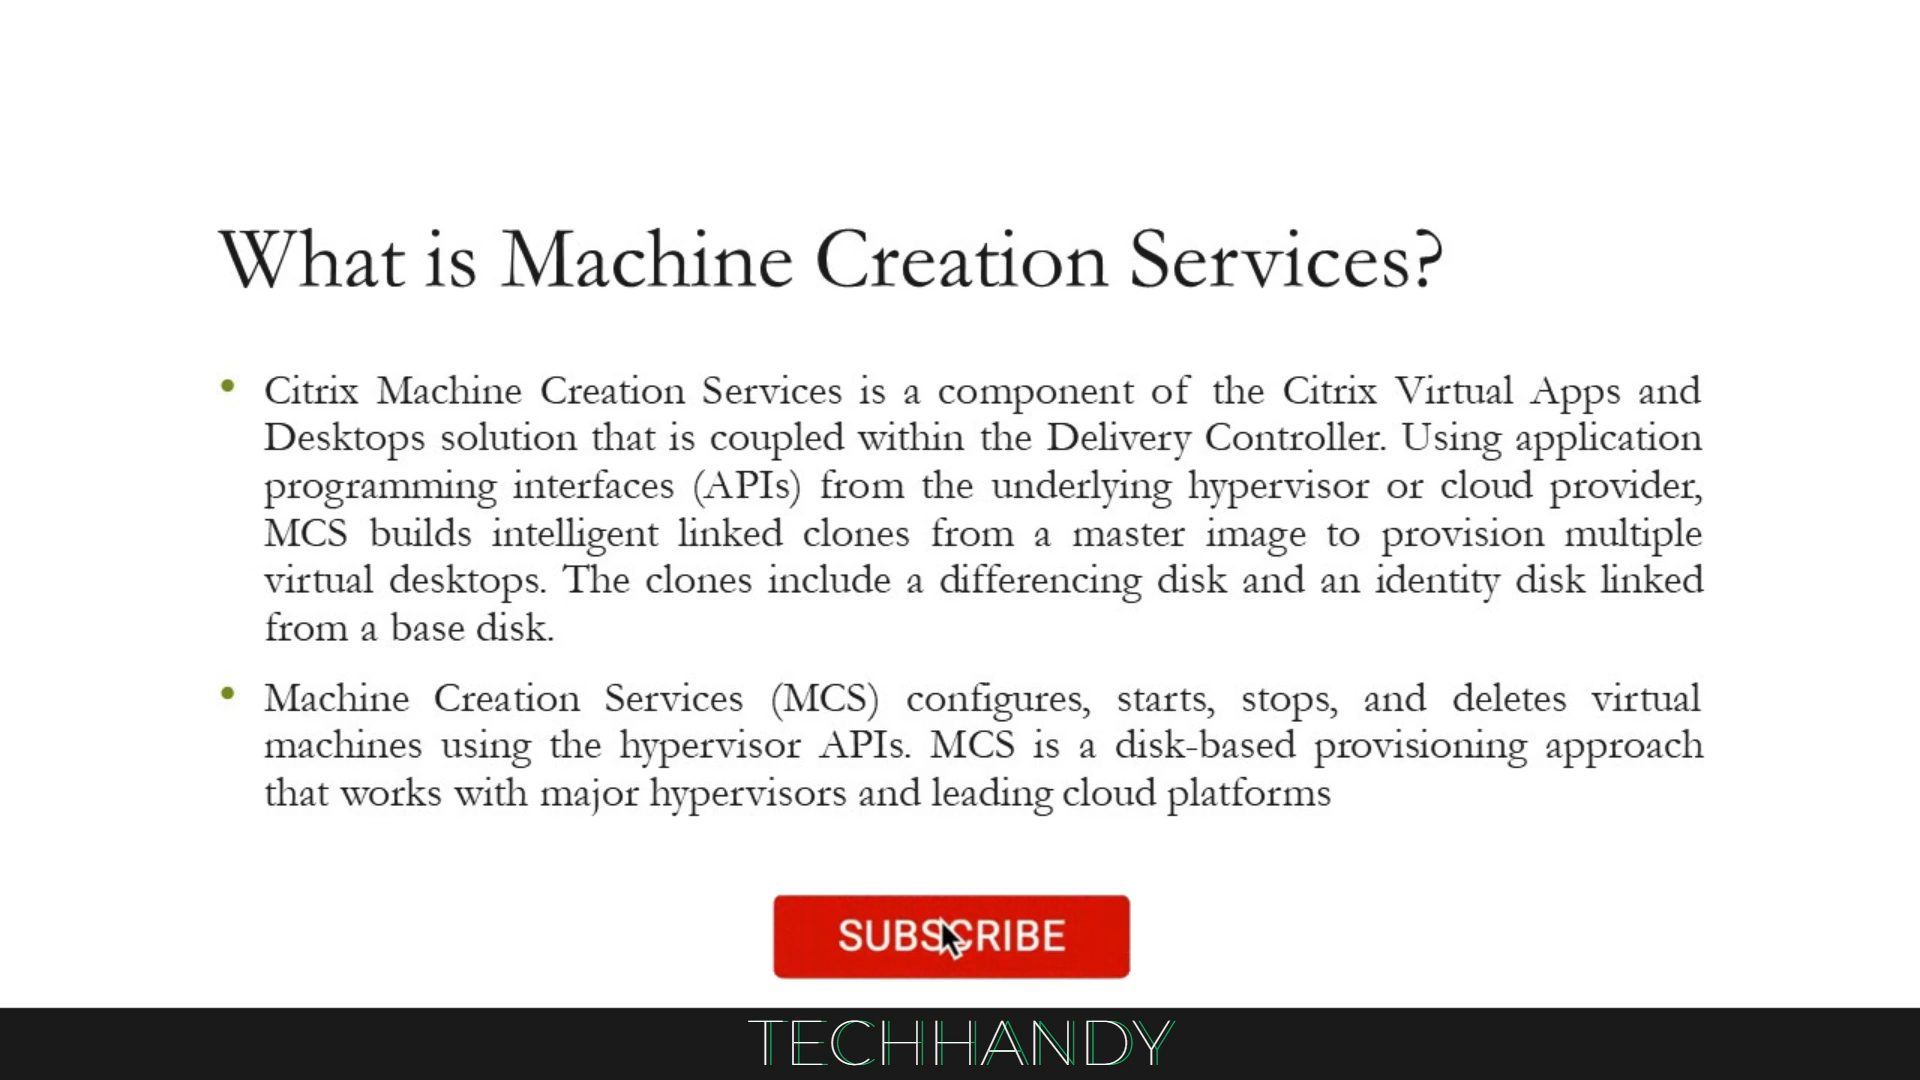 What is Machine Creation Services?
• Citrix Machine Creation Services is a component of the Citrix Virtual Apps and
Desktops solution that is coupled within the Delivery Controller. Using application
programming interfaces (APIs) from the underlying hypervisor or cloud provider,
MCS builds intelligent linked clones from a master image to provision multiple
virtual desktops. The clones include a differencing disk and an identity disk linked
from a base disk.
• Machine Creation Services (MCS) configures, starts, stops, and deletes virtual
machines using the hypervisor APIs. MCS is a disk-based provisioning approach
that works with major hypervisors and leading cloud platforms
SUBSCRIBE
TECHHANDY